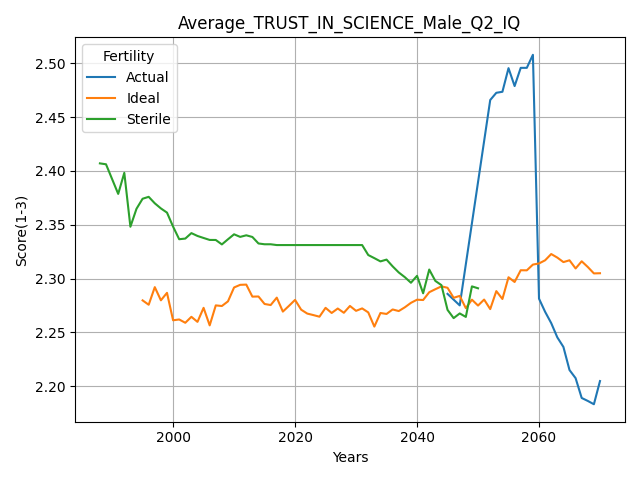 Average_TRUST_IN_SCIENCE_Male_Q2_IQ
Fertility
Actual
Ideal
Sterile
Score(1-3)
2.50
2.45
2.40
2.35
2.30
2.25
2.20
2000
2020
2040
2060
Years